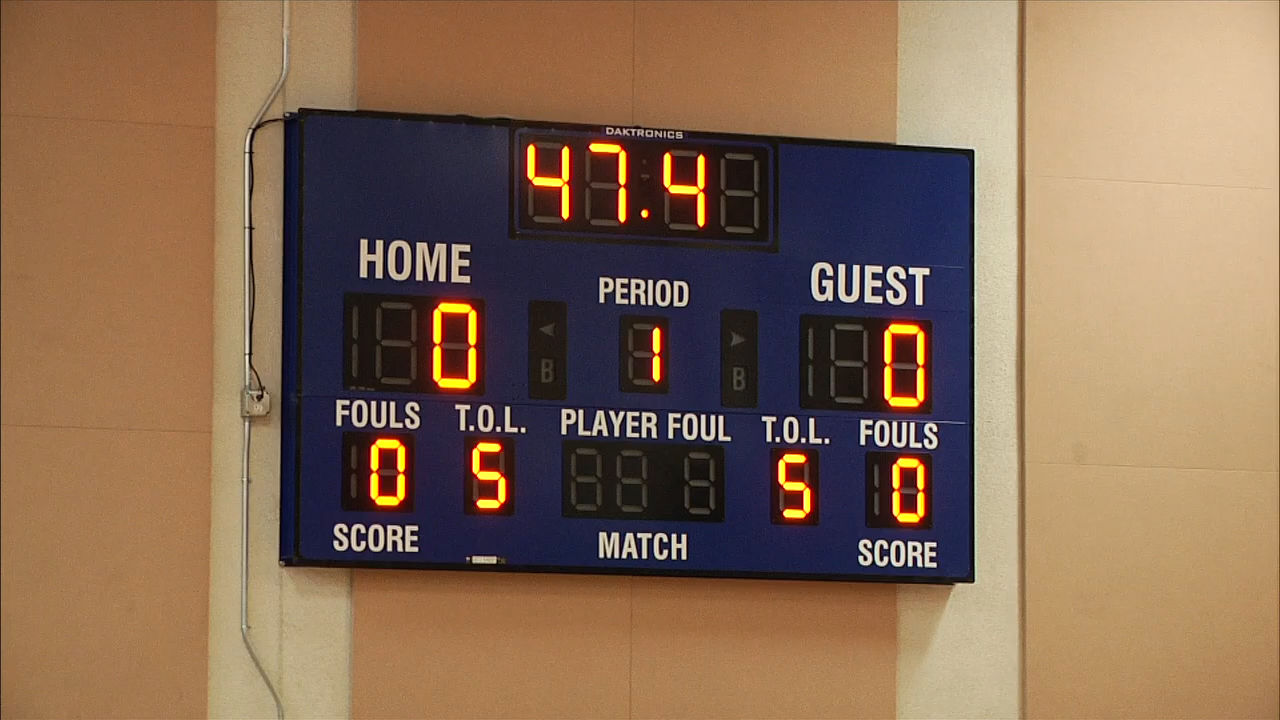 DAKTRONICS
47.4
HOME
PERIOD
GUEST
0
1
0
B
B
FOULS
T.O.L.
PLAYER FOUL
T.O.L.
FOULS
0
5
5
0
SCORE
MATCH
SCORE